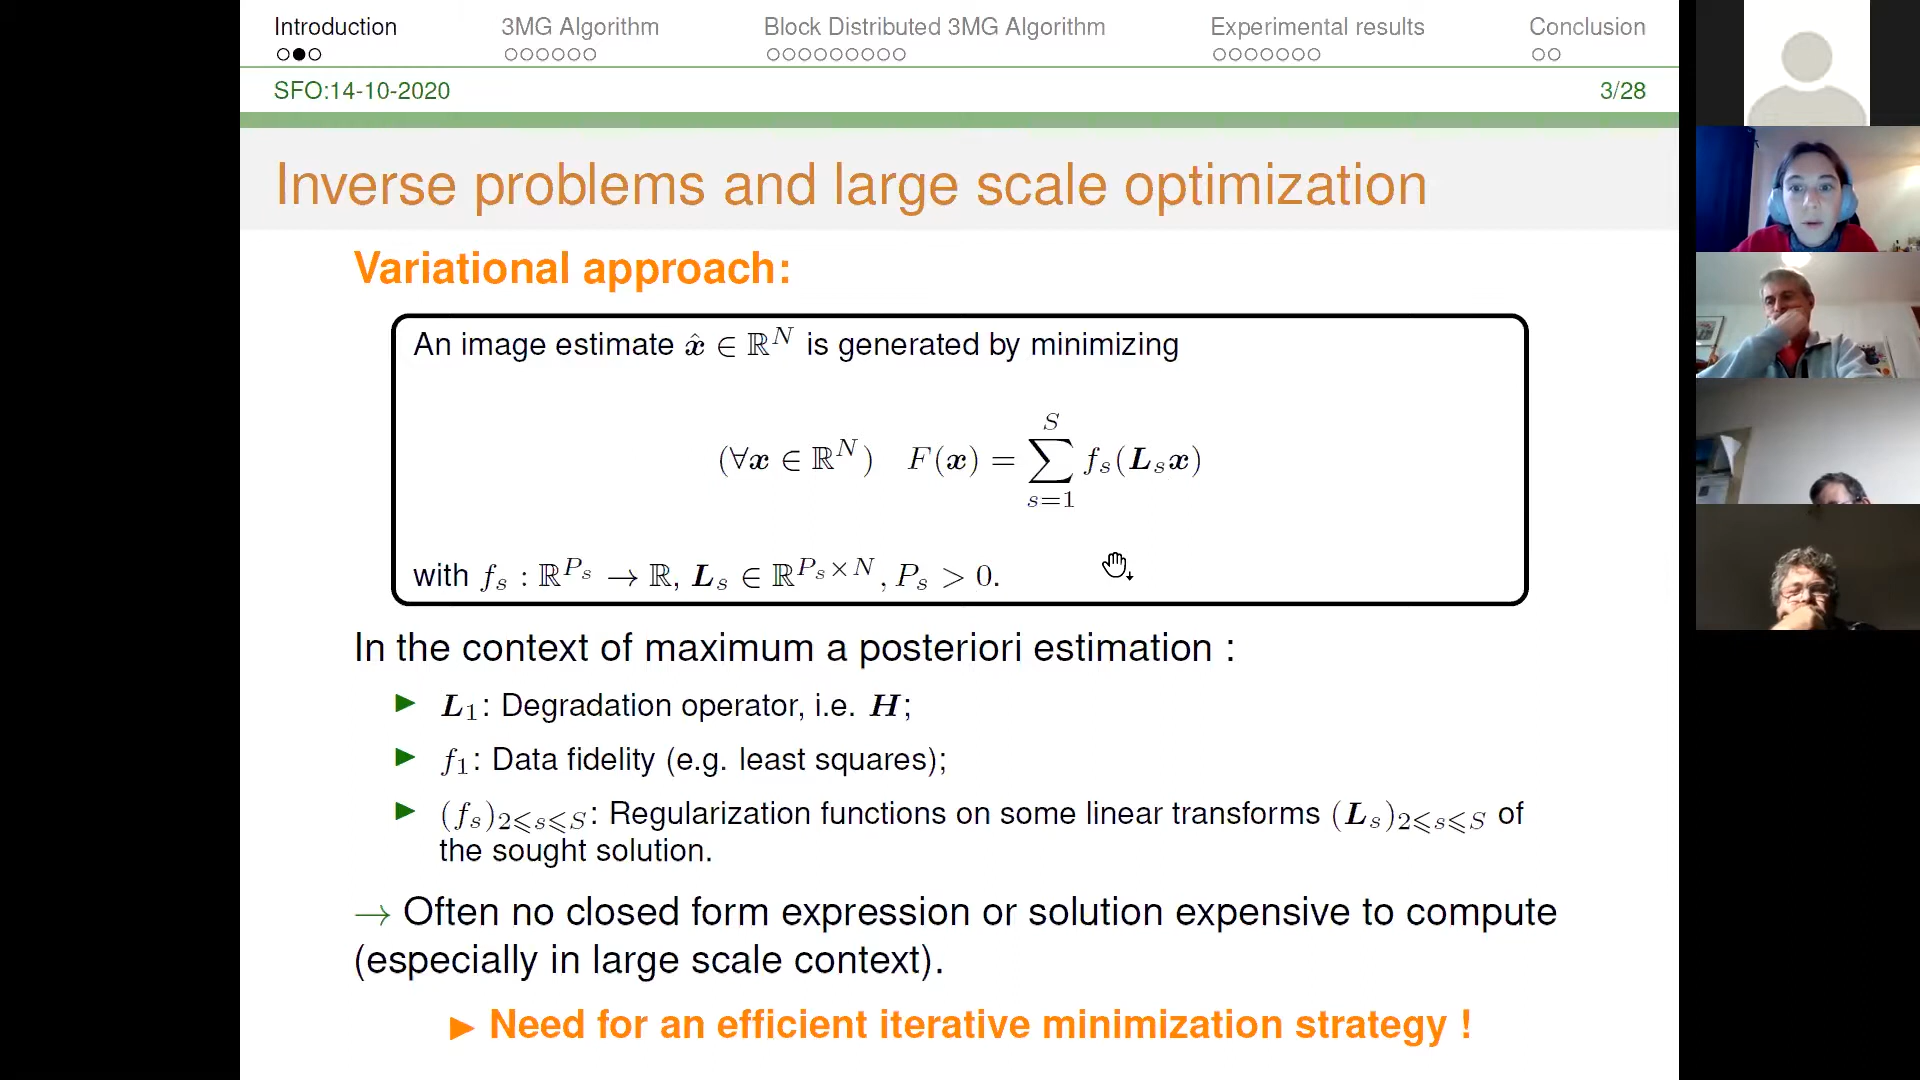 Introduction 3MG Algorithm Block Distributed 3MG Algorithm Experimental results Conclusion
SFO:14-10-2020 3/28
Inverse problems and large scale optimization
Variational approach:
An image estimate x̂ ∈ ℝ^N is generated by minimizing
(∀x ∈ ℝ^N) F(x) = ∑_{s=1}^{S} f_s(L_s x)
with f_s : ℝ^{P_s} → ℝ, L_s ∈ ℝ^{P_s×N}, P_s > 0.
In the context of maximum a posteriori estimation :
▶ L_1: Degradation operator, i.e. H;
▶ f_1: Data fidelity (e.g. least squares);
▶ (f_s)_{2⩽s⩽S}: Regularization functions on some linear transforms (L_s)_{2⩽s⩽S} of
the sought solution.
→ Often no closed form expression or solution expensive to compute
(especially in large scale context).
▶ Need for an efficient iterative minimization strategy !